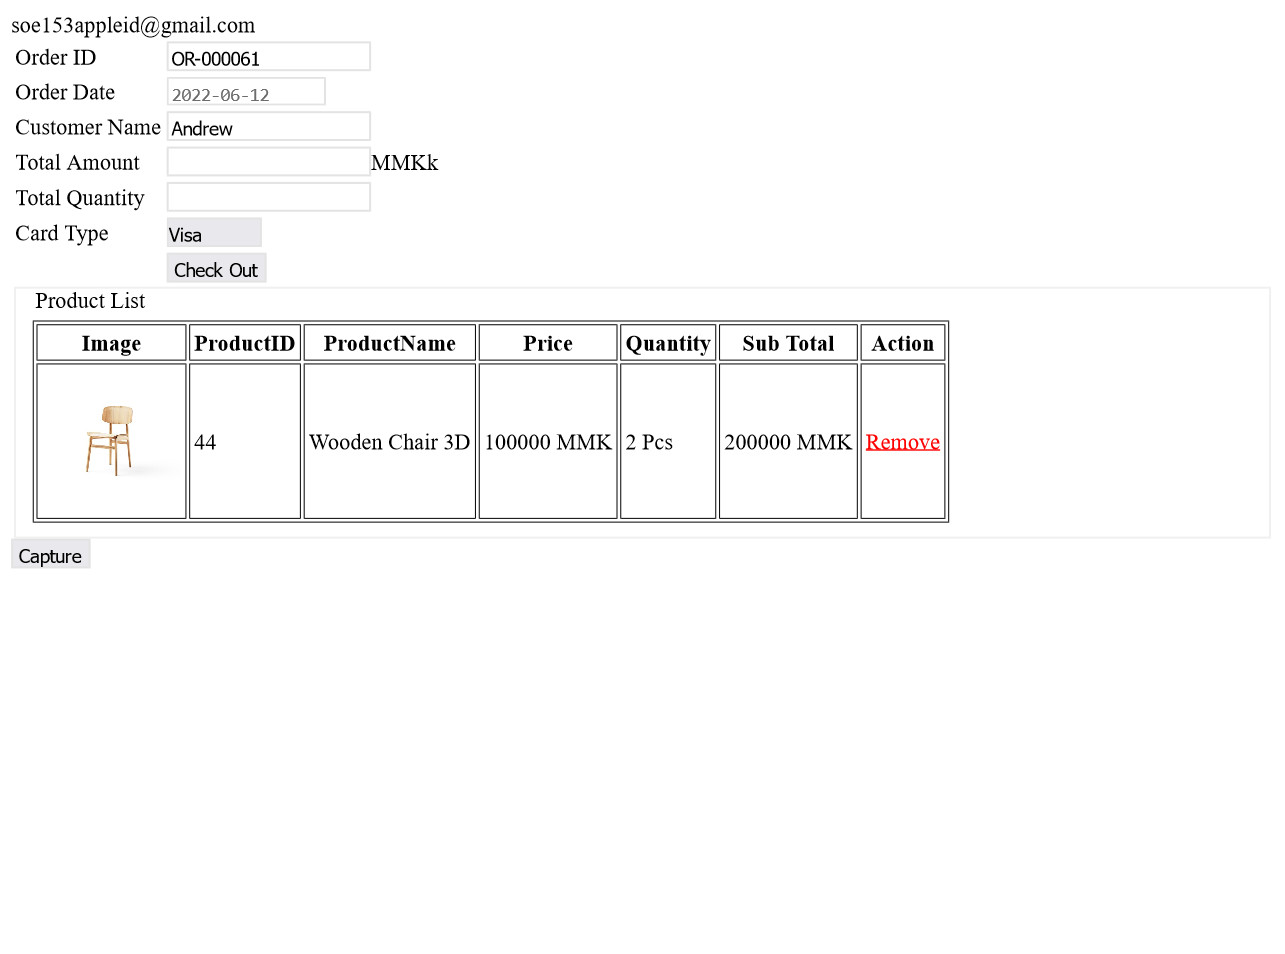 soe153appleid@gmail.com
Order ID OR-000061
Order Date 2022-06-12
Customer Name Andrew
Total Amount MMKk
Total Quantity
Card Type Visa
Check Out
Product List
Image ProductID ProductName Price Quantity Sub Total Action
44 Wooden Chair 3D 100000 MMK 2 Pcs 200000 MMK Remove
Capture